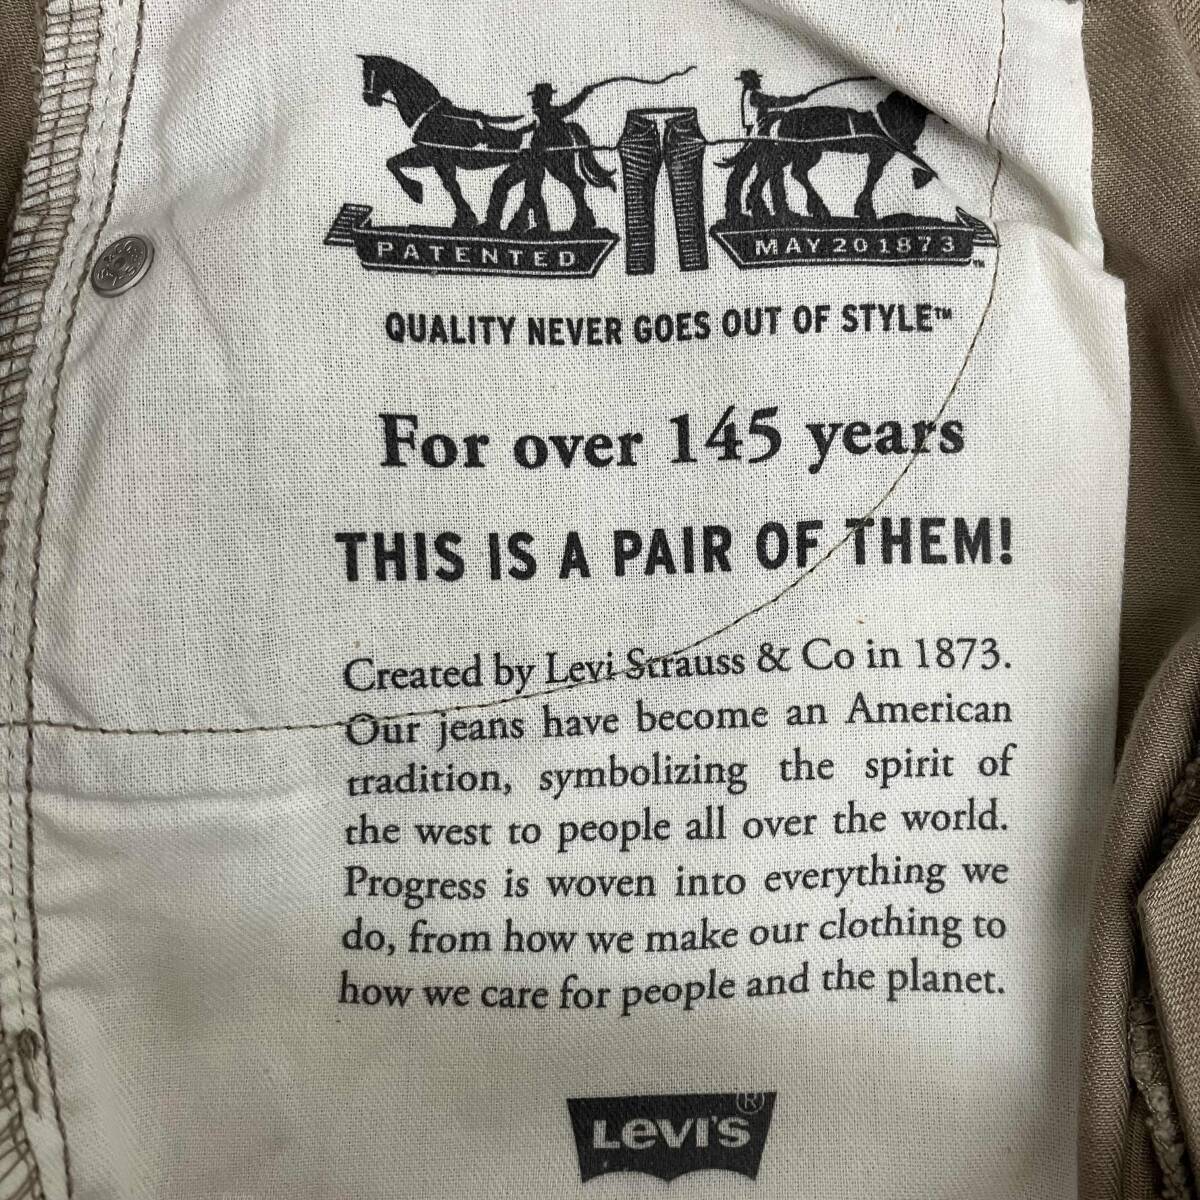 PATENTED MAY 20 1873 ™
QUALITY NEVER GOES OUT OF STYLE™
For over 145 years
THIS IS A PAIR OF THEM!
Created by Levi Strauss & Co in 1873.
Our jeans have become an American
tradition, symbolizing the spirit of
the west to people all over the world.
Progress is woven into everything we
do, from how we make our clothing to
how we care for people and the planet.
LEVI'S ®